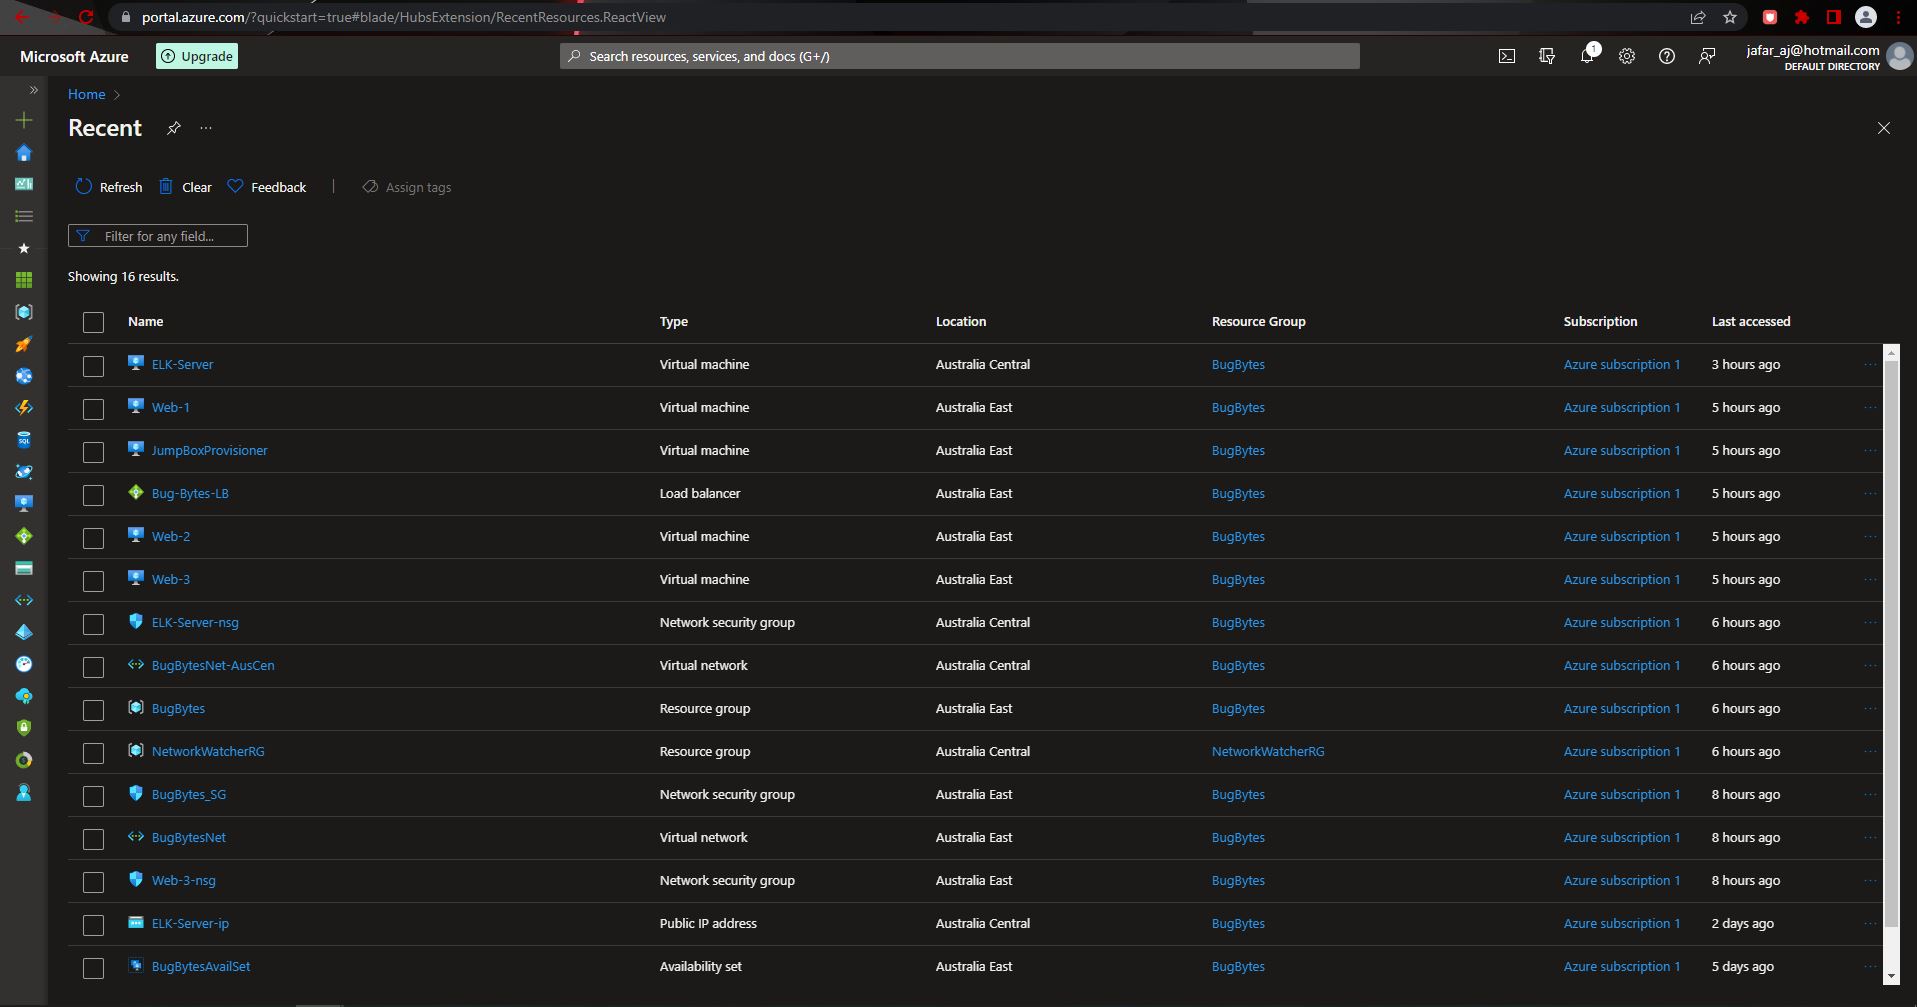 portal.azure.com/?quickstart=true#blade/HubsExtension/RecentResources.ReactView
Microsoft Azure Upgrade Search resources, services, and docs (G+/) 1 jafar_aj@hotmail.com
DEFAULT DIRECTORY
Home
Recent
Refresh Clear Feedback Assign tags
Filter for any field...
Showing 16 results.
Name Type Location Resource Group Subscription Last accessed
ELK-Server Virtual machine Australia Central BugBytes Azure subscription 1 3 hours ago
Web-1 Virtual machine Australia East BugBytes Azure subscription 1 5 hours ago
JumpBoxProvisioner Virtual machine Australia East BugBytes Azure subscription 1 5 hours ago
Bug-Bytes-LB Load balancer Australia East BugBytes Azure subscription 1 5 hours ago
Web-2 Virtual machine Australia East BugBytes Azure subscription 1 5 hours ago
Web-3 Virtual machine Australia East BugBytes Azure subscription 1 5 hours ago
ELK-Server-nsg Network security group Australia Central BugBytes Azure subscription 1 6 hours ago
BugBytesNet-AusCen Virtual network Australia Central BugBytes Azure subscription 1 6 hours ago
BugBytes Resource group Australia East BugBytes Azure subscription 1 6 hours ago
NetworkWatcherRG Resource group Australia Central NetworkWatcherRG Azure subscription 1 6 hours ago
BugBytes_SG Network security group Australia East BugBytes Azure subscription 1 8 hours ago
BugBytesNet Virtual network Australia East BugBytes Azure subscription 1 8 hours ago
Web-3-nsg Network security group Australia East BugBytes Azure subscription 1 8 hours ago
ELK-Server-ip Public IP address Australia Central BugBytes Azure subscription 1 2 days ago
BugBytesAvailSet Availability set Australia East BugBytes Azure subscription 1 5 days ago